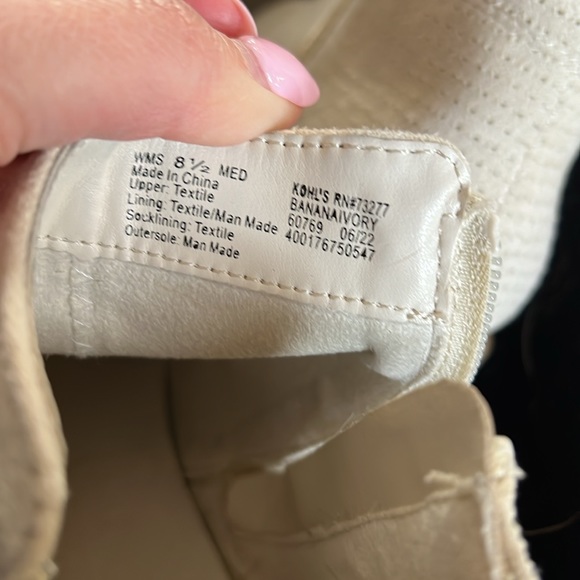 WMS 8 ½ MED
Made In China
Upper: Textile
Lining: Textile/Man Made
Socklining: Textile
Outersole: Man Made
KOHL'S RN#73277
BANANAIVORY
60769 06/22
400176750547